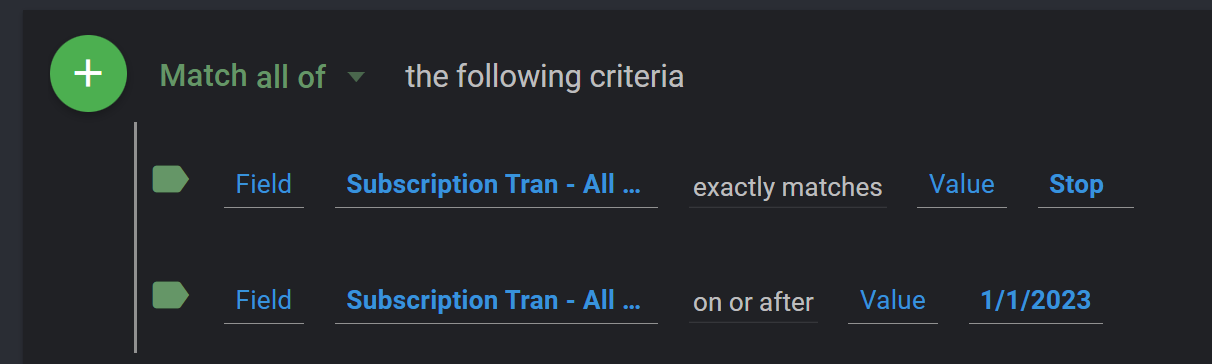 Match all of the following criteria
Field Subscription Tran - All ... exactly matches Value Stop
Field Subscription Tran - All ... on or after Value 1/1/2023